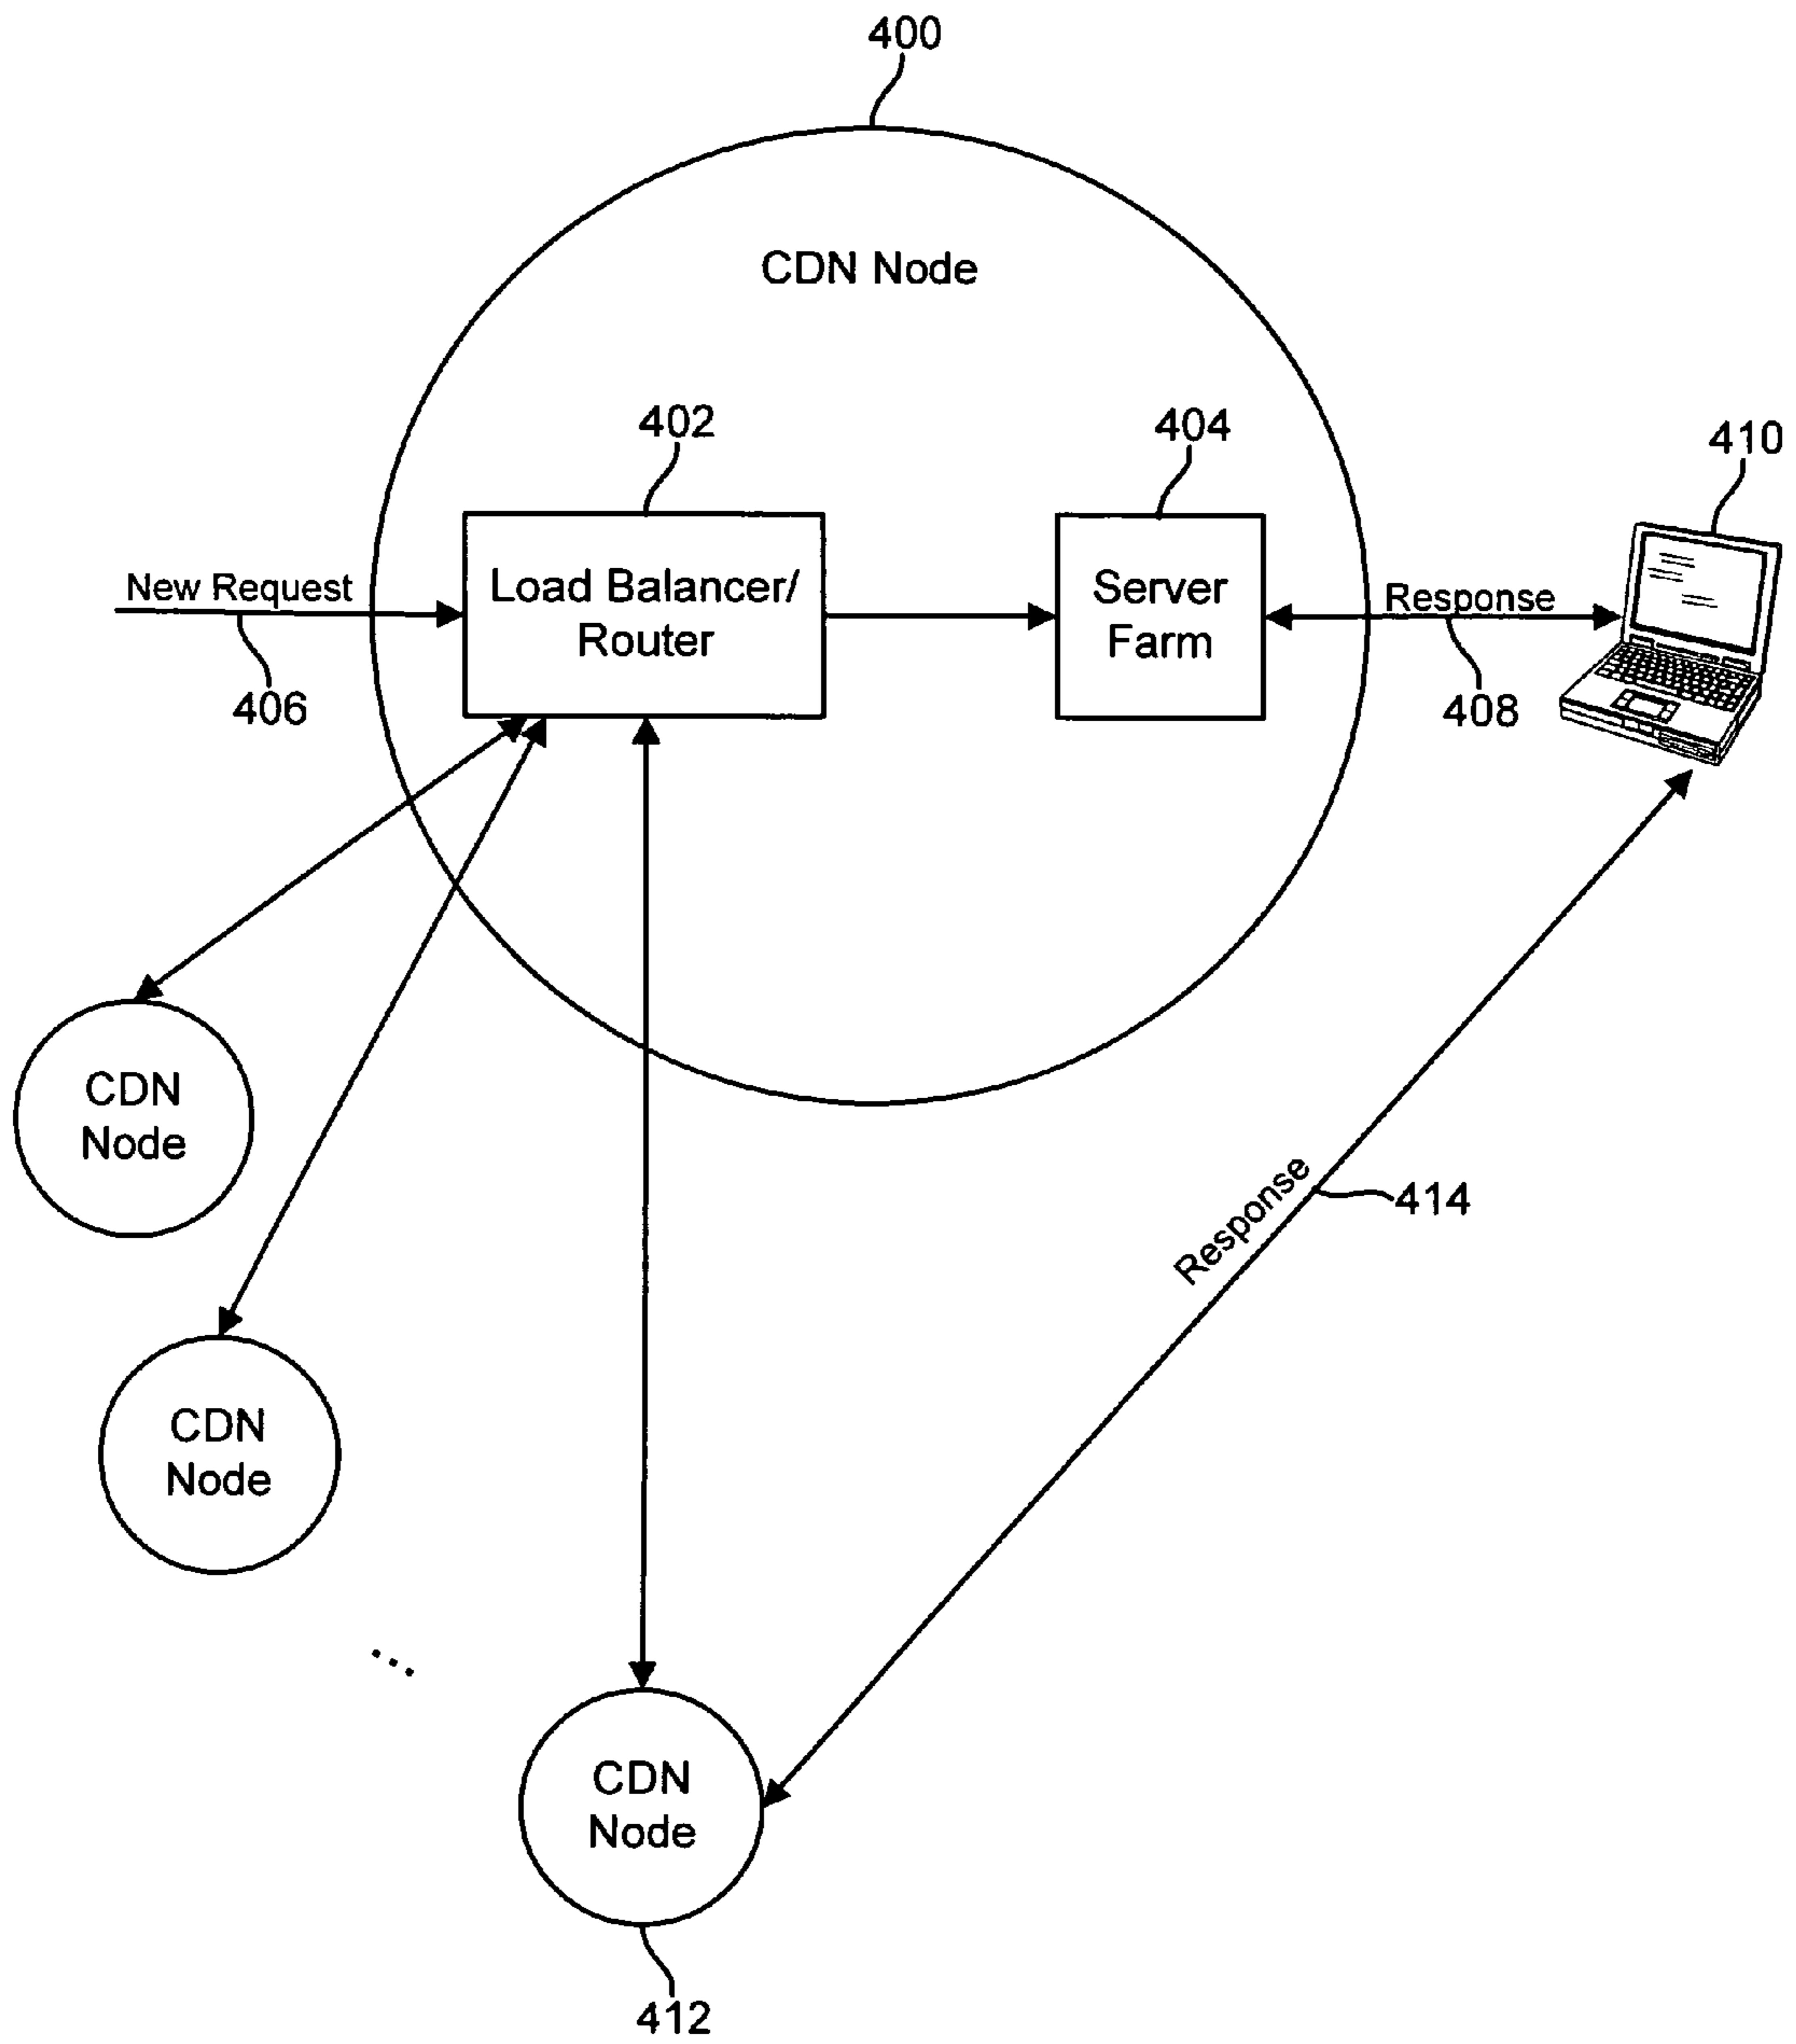 400
CDN Node
402
404
410
New Request
Load Balancer/
Router
Server
Farm
Response
406
408
CDN
Node
414
Response
CDN
Node
...
CDN
Node
412